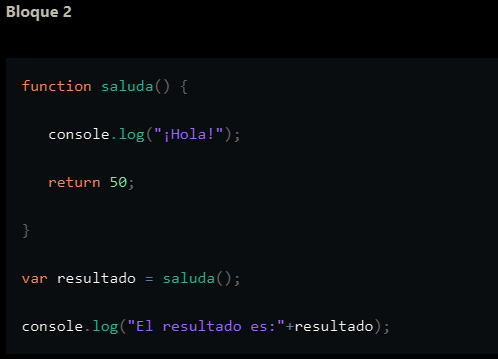 Bloque 2
function saluda() {
console.log("¡Hola!");
return 50;
}
var resultado = saluda();
console.log("El resultado es:"+resultado);